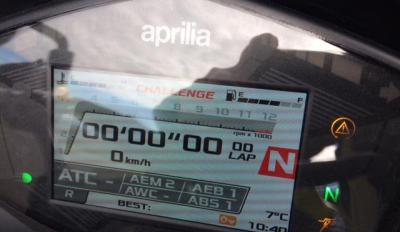 aprilia
CHALLENGE E F
8 9 10 11 12
rpm x 1000
00'00"00 00
LAP
0 km/h
N
ATC - AEM 2 AEB 1
R AWC - ABS 1
BEST: 7°C
10:40